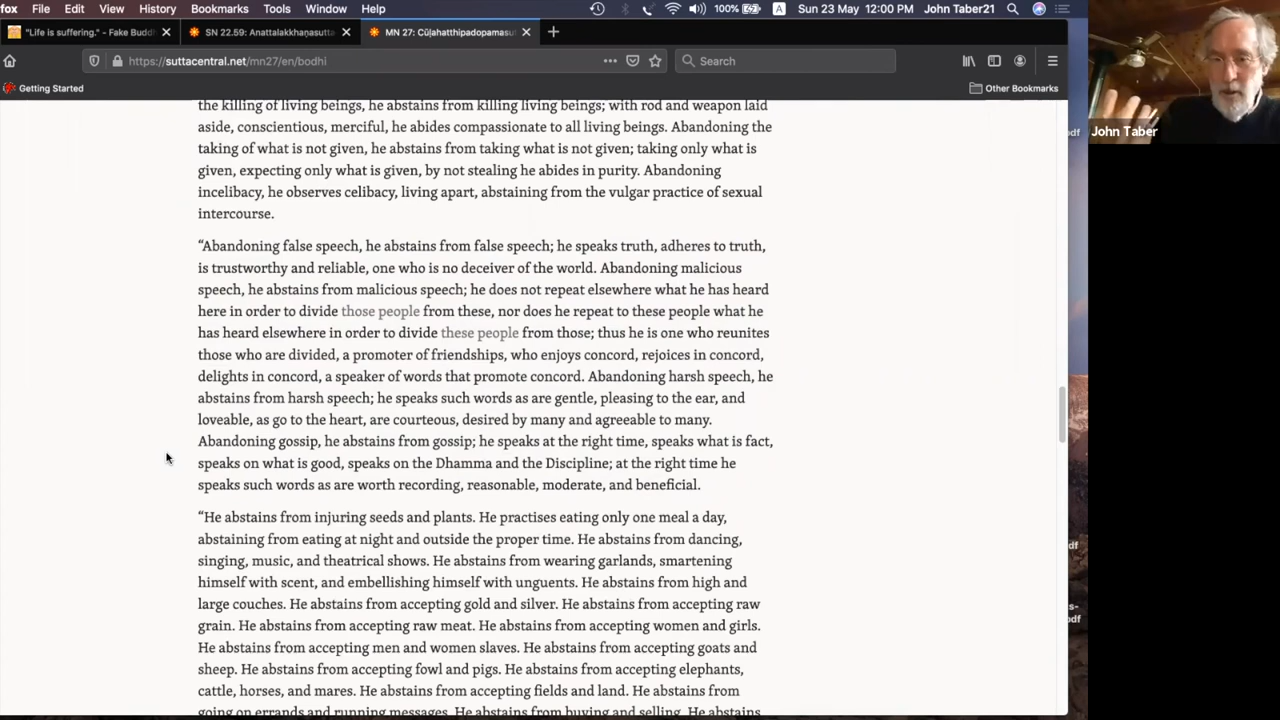 fox File Edit View History Bookmarks Tools Window Help 100% A Sun 23 May 12:00 PM John Taber21
"Life is suffering." - Fake Buddh SN 22.59: Anattalakkhaṇasutta MN 27: Cūḷahatthipadopamasut
https://suttacentral.net/mn27/en/bodhi Search
Getting Started Other Bookmarks
the killing of living beings, he abstains from killing living beings; with rod and weapon laid
aside, conscientious, merciful, he abides compassionate to all living beings. Abandoning the
taking of what is not given, he abstains from taking what is not given; taking only what is
given, expecting only what is given, by not stealing he abides in purity. Abandoning
incelibacy, he observes celibacy, living apart, abstaining from the vulgar practice of sexual
intercourse.
“Abandoning false speech, he abstains from false speech; he speaks truth, adheres to truth,
is trustworthy and reliable, one who is no deceiver of the world. Abandoning malicious
speech, he abstains from malicious speech; he does not repeat elsewhere what he has heard
here in order to divide those people from these, nor does he repeat to these people what he
has heard elsewhere in order to divide these people from those; thus he is one who reunites
those who are divided, a promoter of friendships, who enjoys concord, rejoices in concord,
delights in concord, a speaker of words that promote concord. Abandoning harsh speech, he
abstains from harsh speech; he speaks such words as are gentle, pleasing to the ear, and
loveable, as go to the heart, are courteous, desired by many and agreeable to many.
Abandoning gossip, he abstains from gossip; he speaks at the right time, speaks what is fact,
speaks on what is good, speaks on the Dhamma and the Discipline; at the right time he
speaks such words as are worth recording, reasonable, moderate, and beneficial.
“He abstains from injuring seeds and plants. He practises eating only one meal a day,
abstaining from eating at night and outside the proper time. He abstains from dancing,
singing, music, and theatrical shows. He abstains from wearing garlands, smartening
himself with scent, and embellishing himself with unguents. He abstains from high and
large couches. He abstains from accepting gold and silver. He abstains from accepting raw
grain. He abstains from accepting raw meat. He abstains from accepting women and girls.
He abstains from accepting men and women slaves. He abstains from accepting goats and
sheep. He abstains from accepting fowl and pigs. He abstains from accepting elephants,
cattle, horses, and mares. He abstains from accepting fields and land. He abstains from
going on errands and running messages. He abstains from buying and selling. He abstains
John Taber
pdf
df
s-
pdf